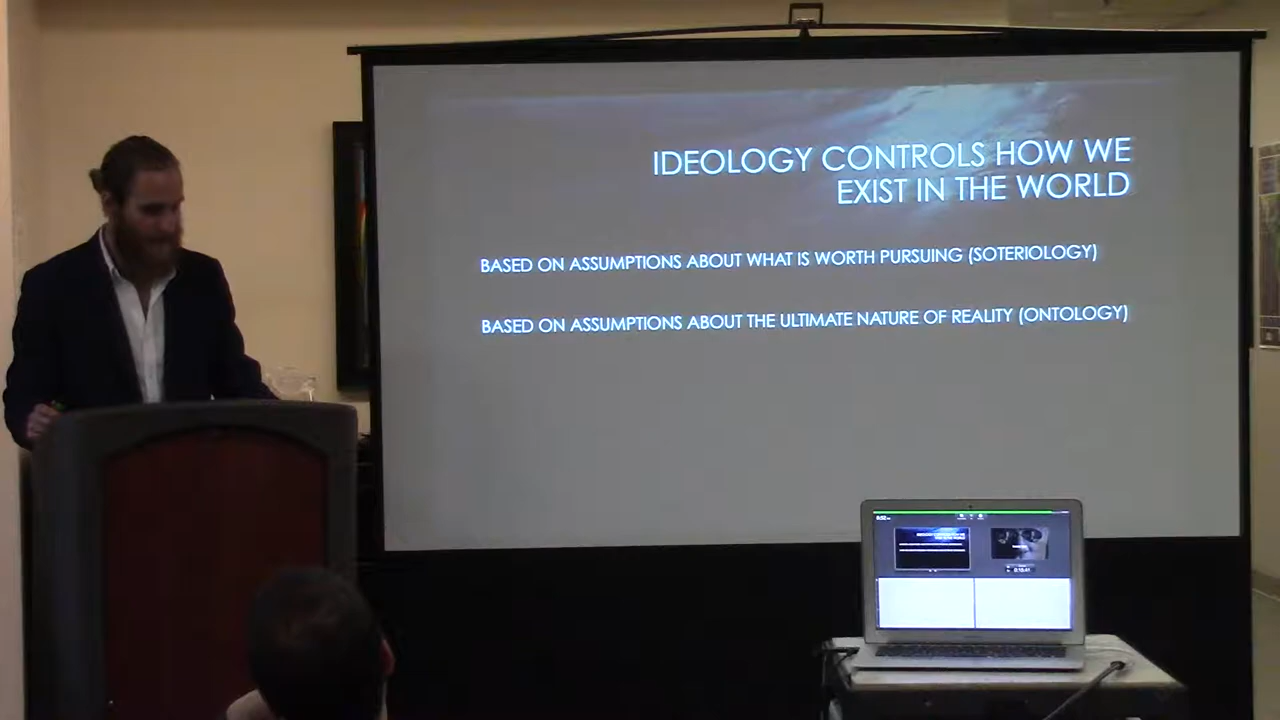 IDEOLOGY CONTROLS HOW WE
EXIST IN THE WORLD
BASED ON ASSUMPTIONS ABOUT WHAT IS WORTH PURSUING (SOTERIOLOGY)
BASED ON ASSUMPTIONS ABOUT THE ULTIMATE NATURE OF REALITY (ONTOLOGY)